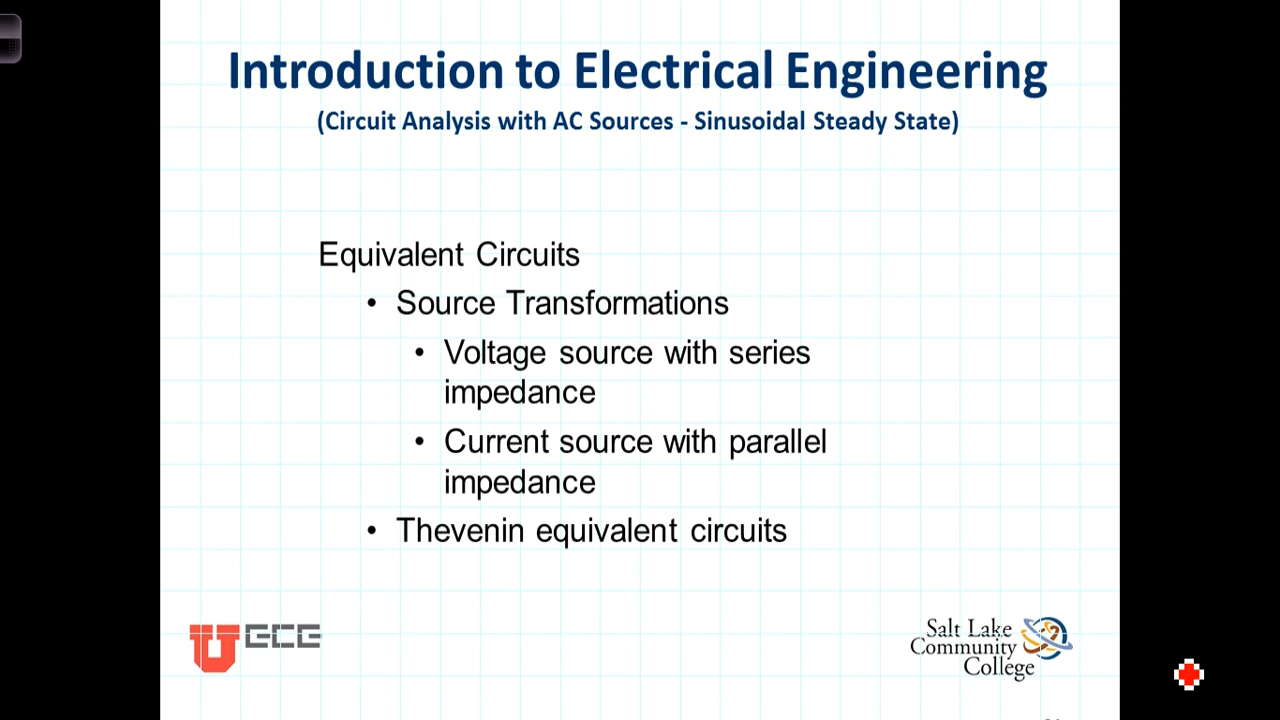 Introduction to Electrical Engineering
(Circuit Analysis with AC Sources - Sinusoidal Steady State)
Equivalent Circuits
• Source Transformations
• Voltage source with series
impedance
• Current source with parallel
impedance
• Thevenin equivalent circuits
U ECE
Salt Lake
Community
College